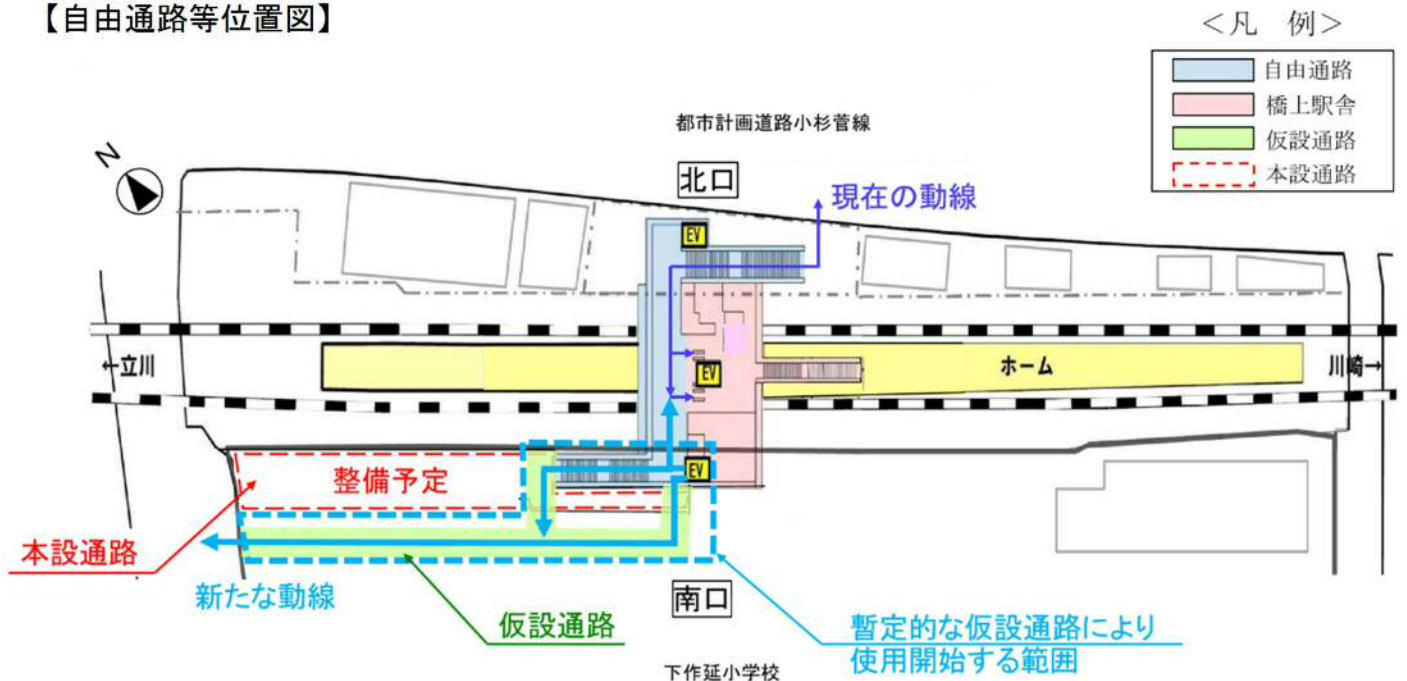 【自由通路等位置図】
＜凡　例＞
自由通路
橋上駅舎
仮設通路
本設通路
都市計画道路小杉菅線
N
北口
現在の動線
EV
←立川
EV
ホーム
川崎→
整備予定
EV
本設通路
新たな動線
仮設通路
南口
暫定的な仮設通路により
使用開始する範囲
下作延小学校